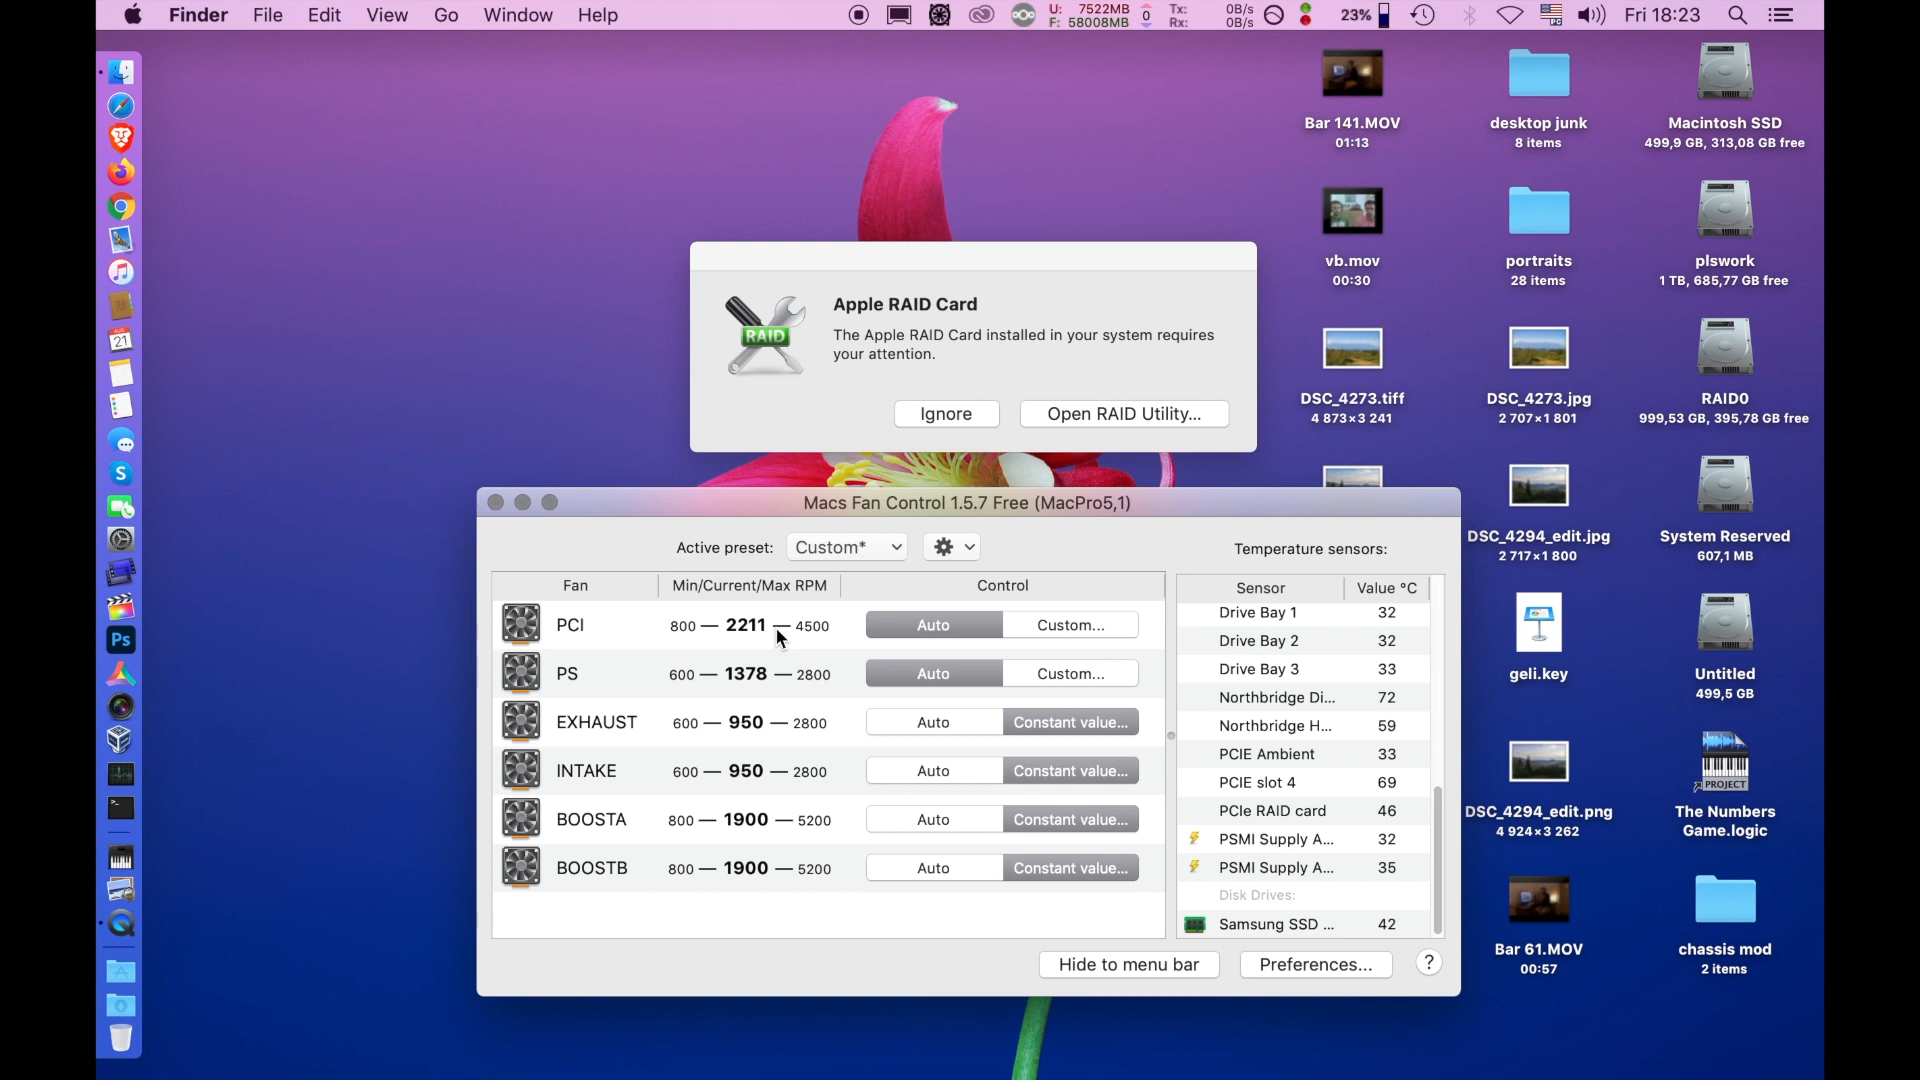 Finder File Edit View Go Window Help
U: 7522MB
F: 58008MB
0
Tx: 0B/s
Rx: 0B/s
23%
PC
Fri 18:23
AUG
21
S
Ps
Bar 141.MOV
01:13
desktop junk
8 items
Macintosh SSD
499,9 GB, 313,08 GB free
vb.mov
00:30
portraits
28 items
plswork
1 TB, 685,77 GB free
DSC_4273.tiff
4 873×3 241
DSC_4273.jpg
2 707×1 801
RAID0
999,53 GB, 395,78 GB free
DSC_4294_edit.jpg
2 717×1 800
System Reserved
607,1 MB
geli.key
Untitled
499,5 GB
DSC_4294_edit.png
4 924×3 262
PROJECT
The Numbers
Game.logic
Bar 61.MOV
00:57
chassis mod
2 items
RAID
Apple RAID Card
The Apple RAID Card installed in your system requires
your attention.
Ignore
Open RAID Utility...
Macs Fan Control 1.5.7 Free (MacPro5,1)
Active preset: Custom*
Temperature sensors:
Fan Min/Current/Max RPM Control
PCI 800 — 2211 — 4500 Auto Custom...
PS 600 — 1378 — 2800 Auto Custom...
EXHAUST 600 — 950 — 2800 Auto Constant value...
INTAKE 600 — 950 — 2800 Auto Constant value...
BOOSTA 800 — 1900 — 5200 Auto Constant value...
BOOSTB 800 — 1900 — 5200 Auto Constant value...
Sensor Value °C
Drive Bay 1 32
Drive Bay 2 32
Drive Bay 3 33
Northbridge Di... 72
Northbridge H... 59
PCIE Ambient 33
PCIE slot 4 69
PCIe RAID card 46
PSMI Supply A... 32
PSMI Supply A... 35
Disk Drives:
Samsung SSD ... 42
Hide to menu bar
Preferences...
?